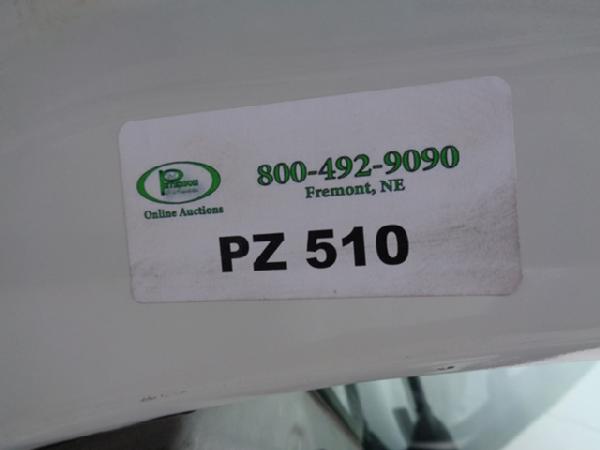 800-492-9090
Fremont, NE
Online Auctions
PZ 510